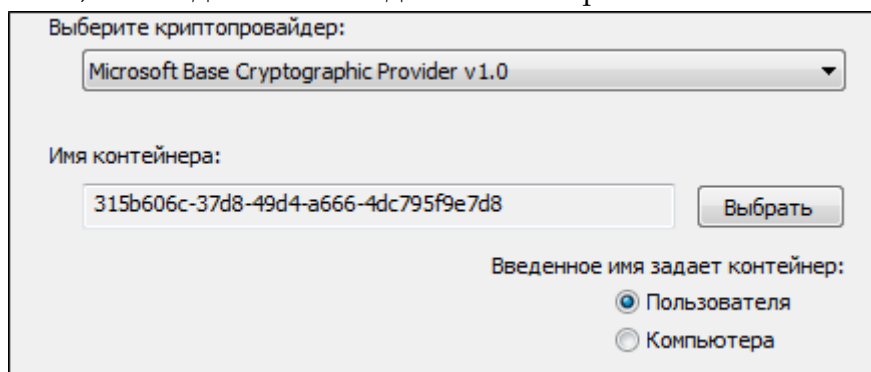 Выберите криптопровайдер:
Microsoft Base Cryptographic Provider v1.0
Имя контейнера:
315b606c-37d8-49d4-a666-4dc795f9e7d8
Выбрать
Введенное имя задает контейнер:
Пользователя
Компьютера